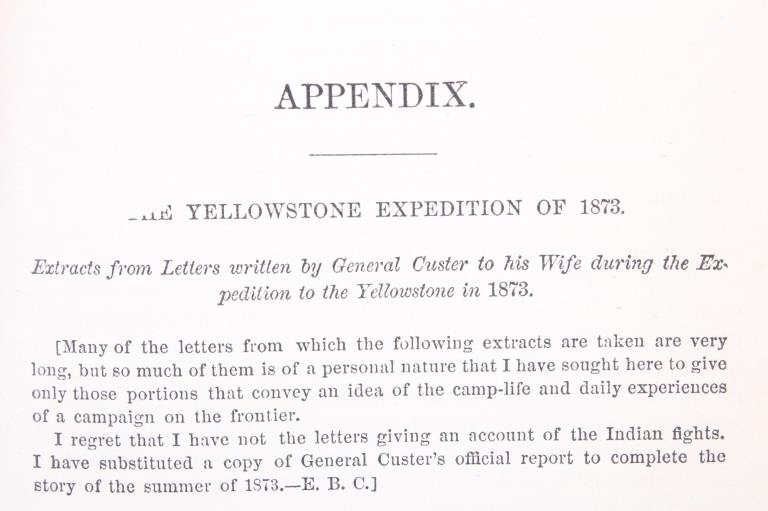 APPENDIX.
YELLOWSTONE EXPEDITION OF 1873.
Extracts from Letters written by General Custer to his Wife during the Ex-
pedition to the Yellowstone in 1873.
[Many of the letters from which the following extracts are taken are very
long, but so much of them is of a personal nature that I have sought here to give
only those portions that convey an idea of the camp-life and daily experiences
of a campaign on the frontier.
I regret that I have not the letters giving an account of the Indian fights.
I have substituted a copy of General Custer's official report to complete the
story of the summer of 1873.—E. B. C.]